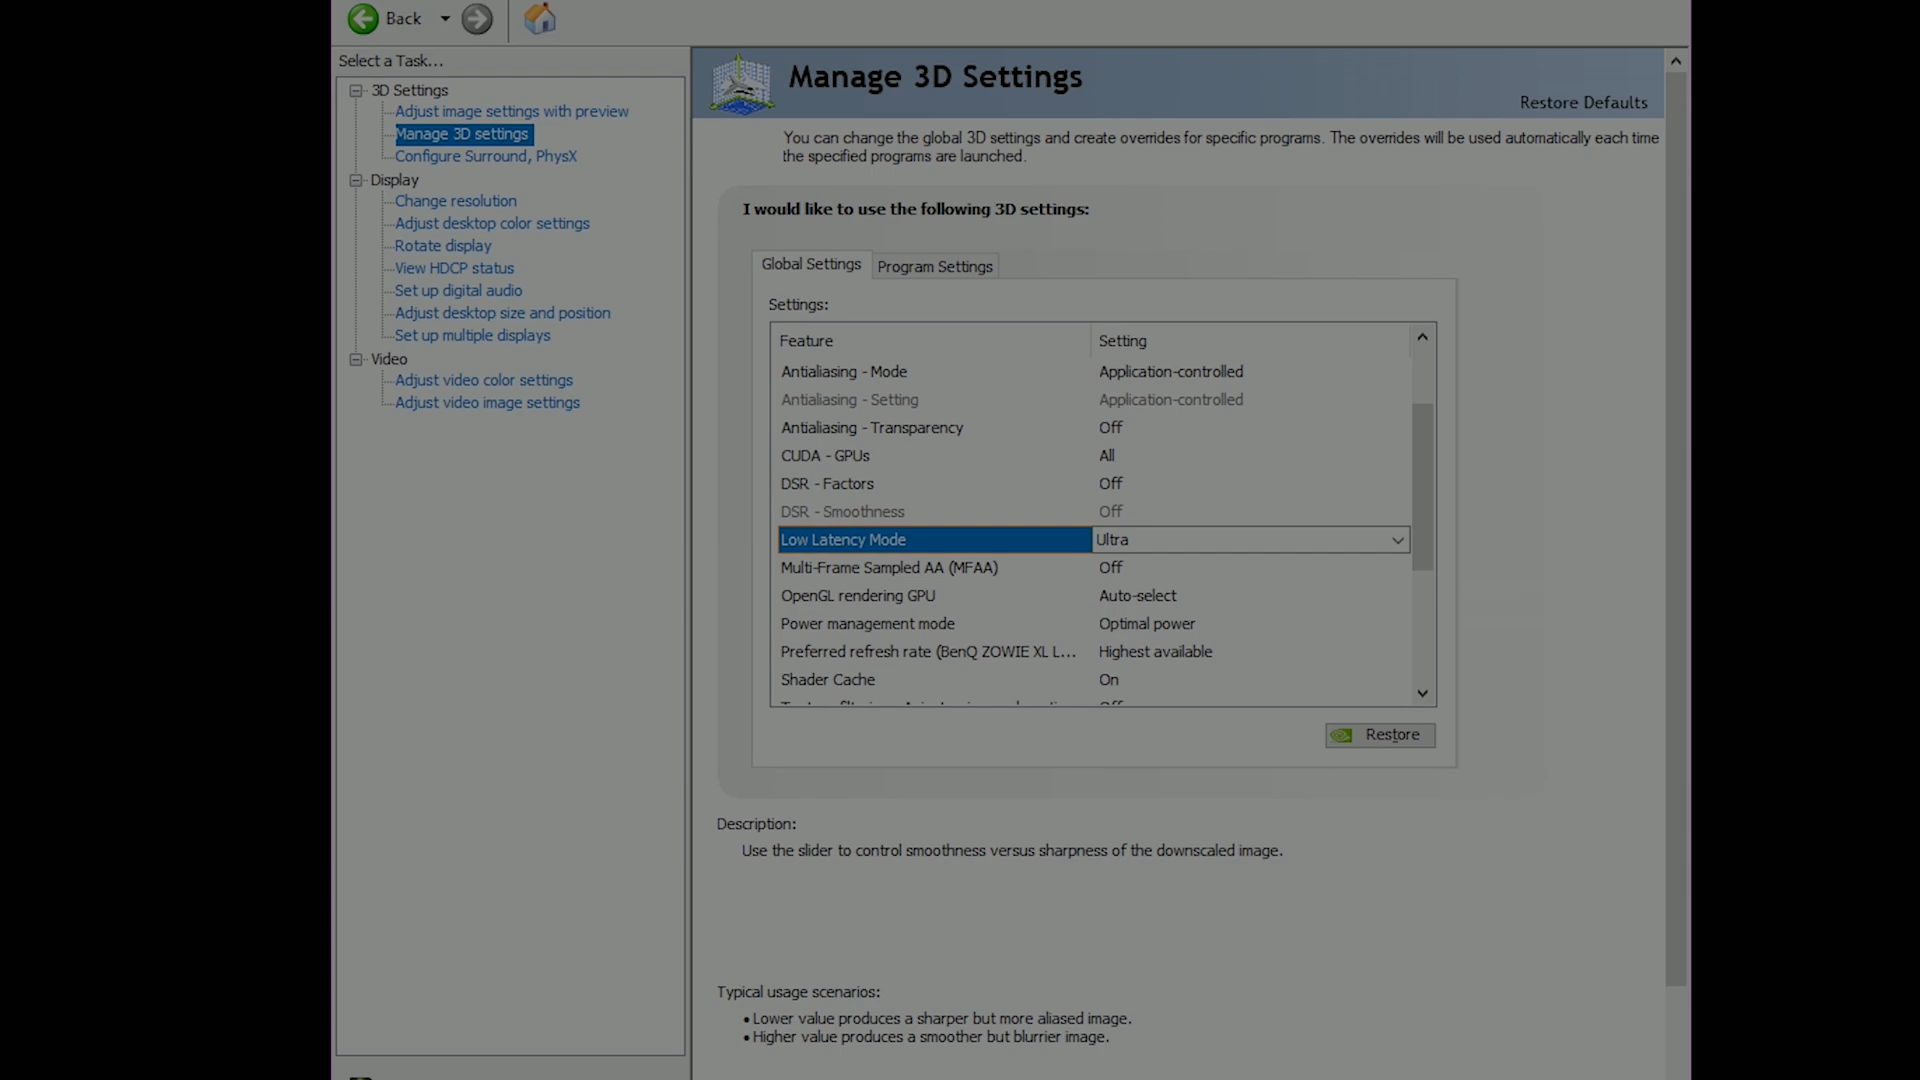 Back
Select a Task...
3D Settings
Adjust image settings with preview
Manage 3D settings
Configure Surround, PhysX
Display
Change resolution
Adjust desktop color settings
Rotate display
View HDCP status
Set up digital audio
Adjust desktop size and position
Set up multiple displays
Video
Adjust video color settings
Adjust video image settings
Manage 3D Settings
Restore Defaults
You can change the global 3D settings and create overrides for specific programs. The overrides will be used automatically each time
the specified programs are launched.
I would like to use the following 3D settings:
Global Settings Program Settings
Settings:
Feature Setting
Antialiasing - Mode Application-controlled
Antialiasing - Setting Application-controlled
Antialiasing - Transparency Off
CUDA - GPUs All
DSR - Factors Off
DSR - Smoothness Off
Low Latency Mode Ultra
Multi-Frame Sampled AA (MFAA) Off
OpenGL rendering GPU Auto-select
Power management mode Optimal power
Preferred refresh rate (BenQ ZOWIE XL L... Highest available
Shader Cache On
Restore
Description:
Use the slider to control smoothness versus sharpness of the downscaled image.
Typical usage scenarios:
• Lower value produces a sharper but more aliased image.
• Higher value produces a smoother but blurrier image.